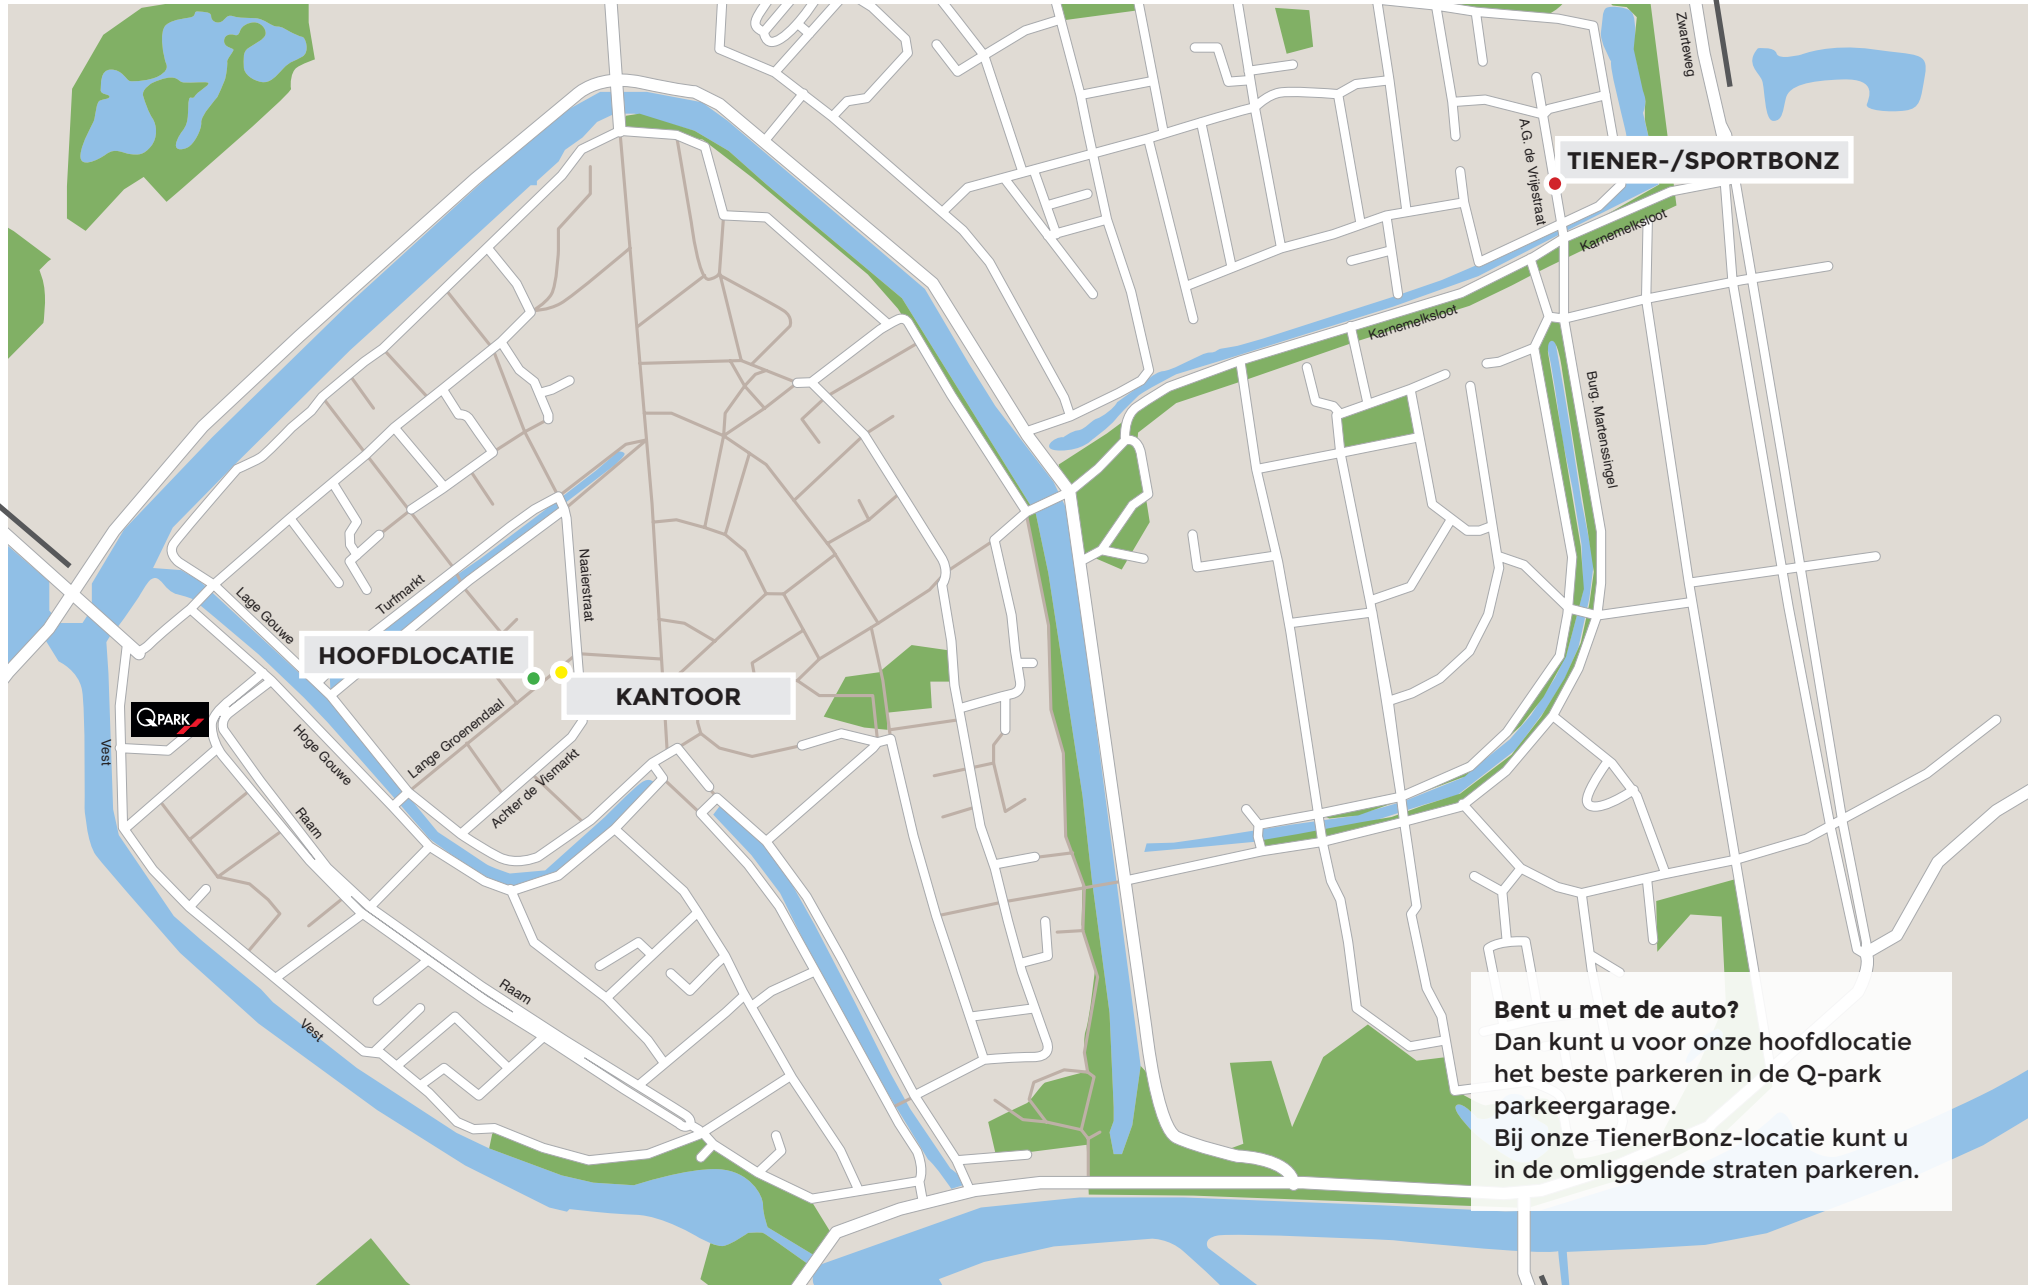 Zwarteweg
A.G. de Vrijestraat
TIENER-/SPORTBONZ
Karnemelksloot
Karnemelksloot
Burg. Martenssingel
Naaierstraat
Turfmarkt
Lage Gouwe
HOOFDLOCATIE
KANTOOR
QPARK
Lange Groenendaal
Hoge Gouwe
Vest
Achter de Vismarkt
Raam
Raam
Vest
Bent u met de auto?
Dan kunt u voor onze hoofdlocatie
het beste parkeren in de Q-park
parkeergarage.
Bij onze TienerBonz-locatie kunt u
in de omliggende straten parkeren.